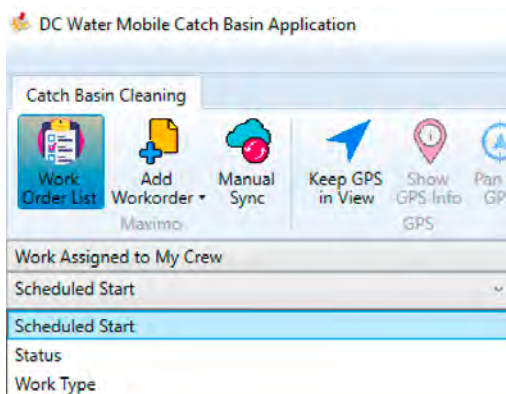 DC Water Mobile Catch Basin Application
Catch Basin Cleaning
Work Order List
Add Workorder
Manual Sync
Keep GPS in View
Show GPS Info
Pan
Maximo
GPS
Work Assigned to My Crew
Scheduled Start
Scheduled Start
Status
Work Type